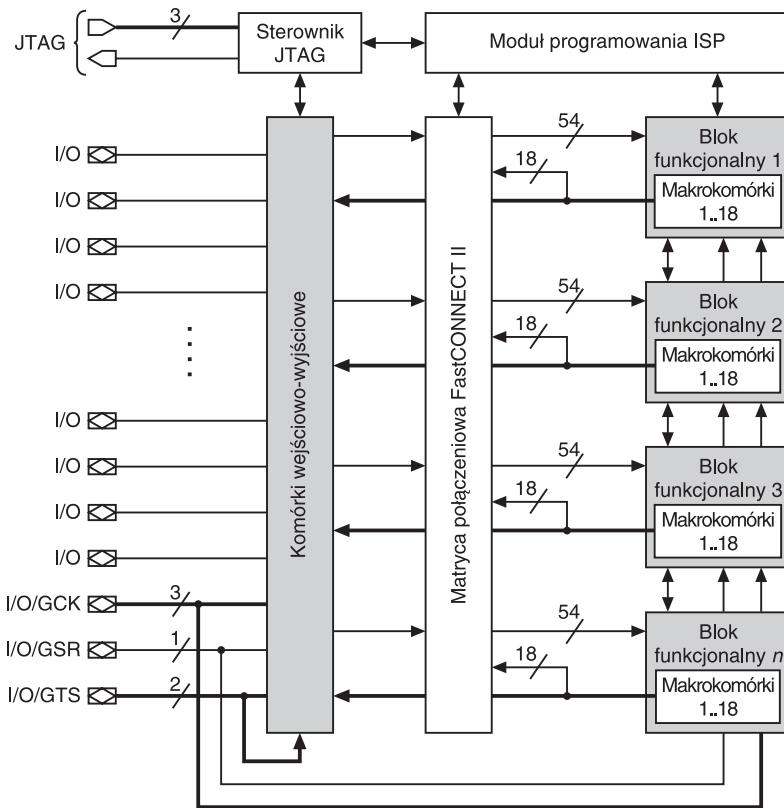 JTAG
3
Sterownik
JTAG
Moduł programowania ISP
I/O
I/O
I/O
I/O
I/O
I/O
I/O
I/O
I/O/GCK
3
I/O/GSR
1
I/O/GTS
2
Komórki wejściowo-wyjściowe
Matryca połączeniowa FastCONNECT II
54
18
Blok
funkcjonalny 1
Makrokomórki
1..18
54
18
Blok
funkcjonalny 2
Makrokomórki
1..18
54
18
Blok
funkcjonalny 3
Makrokomórki
1..18
54
18
Blok
funkcjonalny n
Makrokomórki
1..18